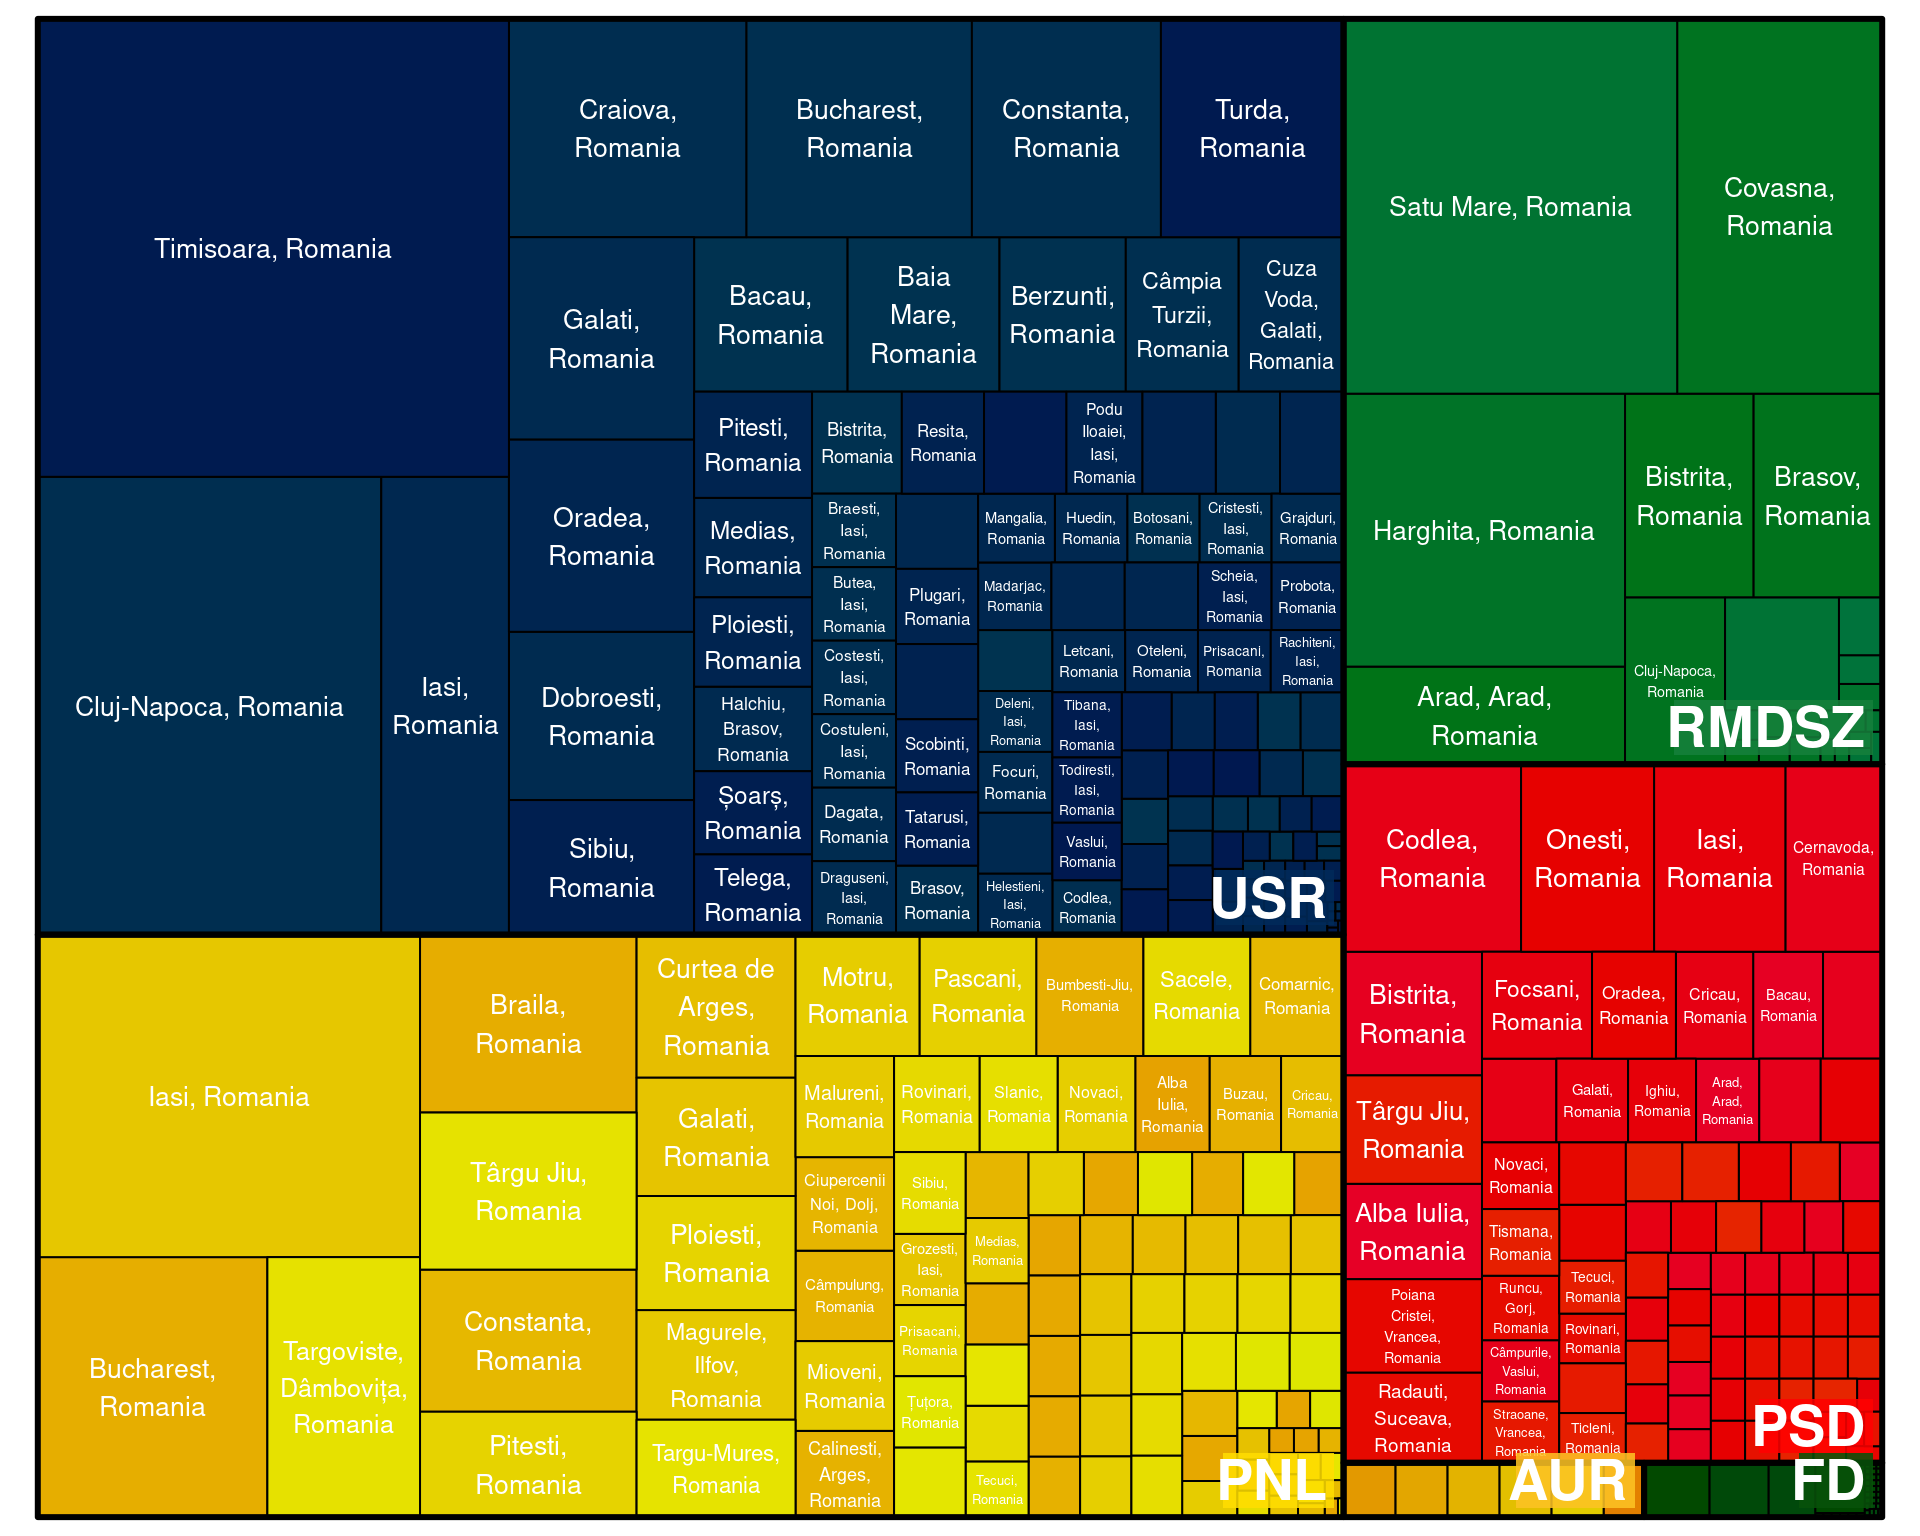 Timisoara, Romania
Craiova,
Romania
Bucharest,
Romania
Constanta,
Romania
Turda,
Romania
Galati,
Romania
Bacau,
Romania
Baia
Mare,
Romania
Berzunti,
Romania
Câmpia
Turzii,
Romania
Cuza
Voda,
Galati,
Romania
Pitesti,
Romania
Bistrita,
Romania
Resita,
Romania
Podu
Iloaiei,
Iasi,
Romania
Cluj-Napoca, Romania
Iasi,
Romania
Oradea,
Romania
Dobroesti,
Romania
Sibiu,
Romania
Medias,
Romania
Ploiesti,
Romania
Halchiu,
Brasov,
Romania
Șoarș,
Romania
Telega,
Romania
Braesti,
Iasi,
Romania
Butea,
Iasi,
Romania
Costesti,
Iasi,
Romania
Costuleni,
Iasi,
Romania
Dagata,
Romania
Draguseni,
Iasi,
Romania
Plugari,
Romania
Scobinti,
Romania
Tatarusi,
Romania
Brasov,
Romania
Mangalia,
Romania
Huedin,
Romania
Botosani,
Romania
Cristesti,
Iasi,
Romania
Grajduri,
Romania
Madarjac,
Romania
Scheia,
Iasi,
Romania
Probota,
Romania
Letcani,
Romania
Oteleni,
Romania
Prisacani,
Romania
Rachiteni,
Iasi,
Romania
Deleni,
Iasi,
Romania
Focuri,
Romania
Helestieni,
Iasi,
Romania
Tibana,
Iasi,
Romania
Todiresti,
Iasi,
Romania
Vaslui,
Romania
Codlea,
Romania
USR
Satu Mare, Romania
Covasna,
Romania
Harghita, Romania
Bistrita,
Romania
Brasov,
Romania
Arad, Arad,
Romania
Cluj-Napoca,
Romania
RMDSZ
Iasi, Romania
Bucharest,
Romania
Targoviste,
Dâmbovița,
Romania
Braila,
Romania
Târgu Jiu,
Romania
Constanta,
Romania
Pitesti,
Romania
Curtea de
Arges,
Romania
Galati,
Romania
Ploiesti,
Romania
Magurele,
Ilfov,
Romania
Targu-Mures,
Romania
Motru,
Romania
Pascani,
Romania
Bumbesti-Jiu,
Romania
Sacele,
Romania
Comarnic,
Romania
Malureni,
Romania
Rovinari,
Romania
Slanic,
Romania
Novaci,
Romania
Alba
Iulia,
Romania
Buzau,
Romania
Cricau,
Romania
Ciupercenii
Noi, Dolj,
Romania
Câmpulung,
Romania
Mioveni,
Romania
Calinesti,
Arges,
Romania
Sibiu,
Romania
Grozesti,
Iasi,
Romania
Prisacani,
Romania
Țuțora,
Romania
Medias,
Romania
Tecuci,
Romania
PNL
Codlea,
Romania
Onesti,
Romania
Iasi,
Romania
Cernavoda,
Romania
Bistrita,
Romania
Focsani,
Romania
Oradea,
Romania
Cricau,
Romania
Bacau,
Romania
Târgu Jiu,
Romania
Galati,
Romania
Ighiu,
Romania
Arad,
Arad,
Romania
Alba Iulia,
Romania
Poiana
Cristei,
Vrancea,
Romania
Radauti,
Suceava,
Romania
Novaci,
Romania
Tismana,
Romania
Runcu,
Gorj,
Romania
Câmpurile,
Vaslui,
Romania
Straoane,
Vrancea,
Romania
Tecuci,
Romania
Rovinari,
Romania
Ticleni,
Romania
PSD
AUR
FD